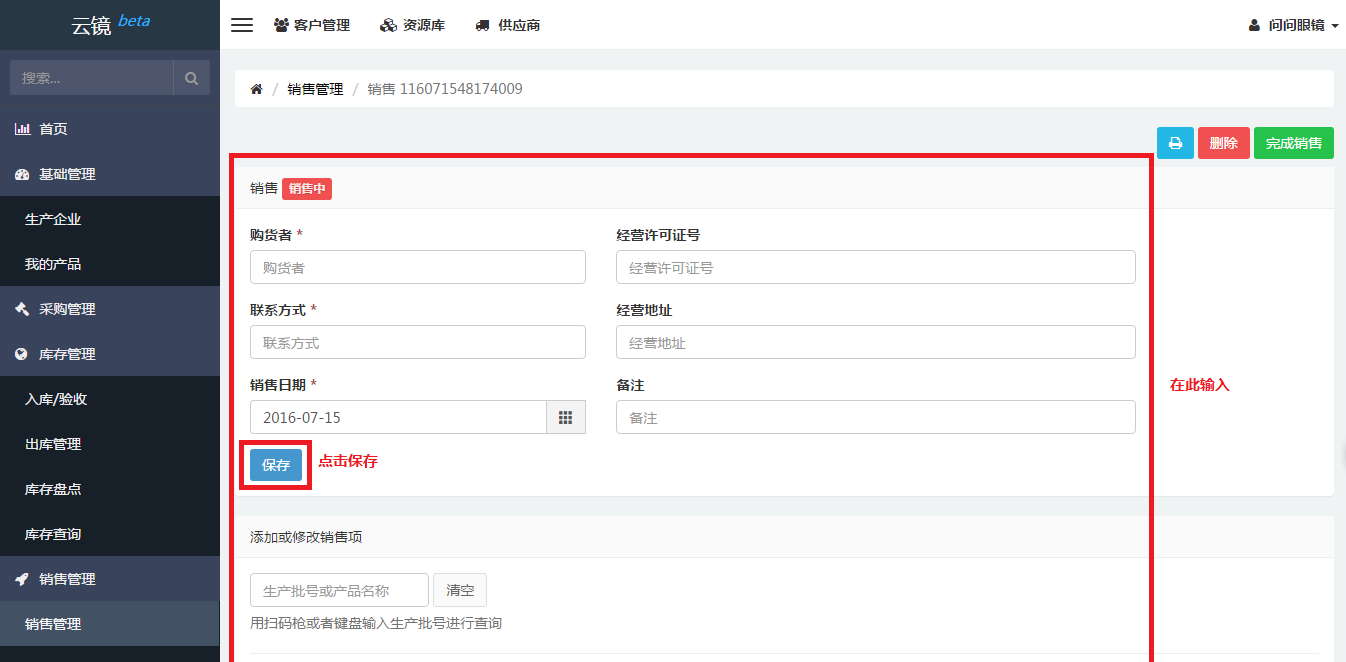 云镜 beta
客户管理 资源库 供应商 问问眼镜
搜索...
首页
基础管理
生产企业
我的产品
采购管理
库存管理
入库/验收
出库管理
库存盘点
库存查询
销售管理
销售管理
/ 销售管理 / 销售 116071548174009
删除 完成销售
销售 销售中
购货者 * 经营许可证号
购货者 经营许可证号
联系方式 * 经营地址
联系方式 经营地址
销售日期 * 备注
2016-07-15 备注
在此输入
保存 点击保存
添加或修改销售项
生产批号或产品名称 清空
用扫码枪或者键盘输入生产批号进行查询